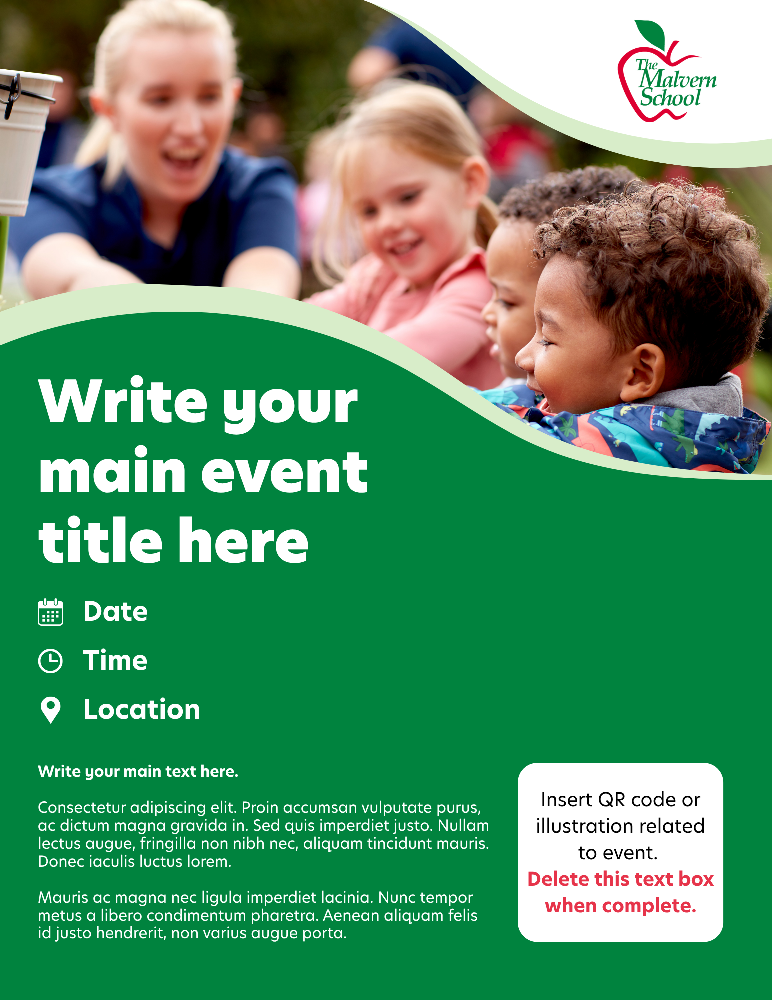 The
Malvern
School
Write your
main event
title here
Date
Time
Location
Write your main text here.
Consectetur adipiscing elit. Proin accumsan vulputate purus,
ac dictum magna gravida in. Sed quis imperdiet justo. Nullam
lectus augue, fringilla non nibh nec, aliquam tincidunt mauris.
Donec iaculis luctus lorem.
Mauris ac magna nec ligula imperdiet lacinia. Nunc tempor
metus a libero condimentum pharetra. Aenean aliquam felis
id justo hendrerit, non varius augue porta.
Insert QR code or
illustration related
to event.
Delete this text box
when complete.